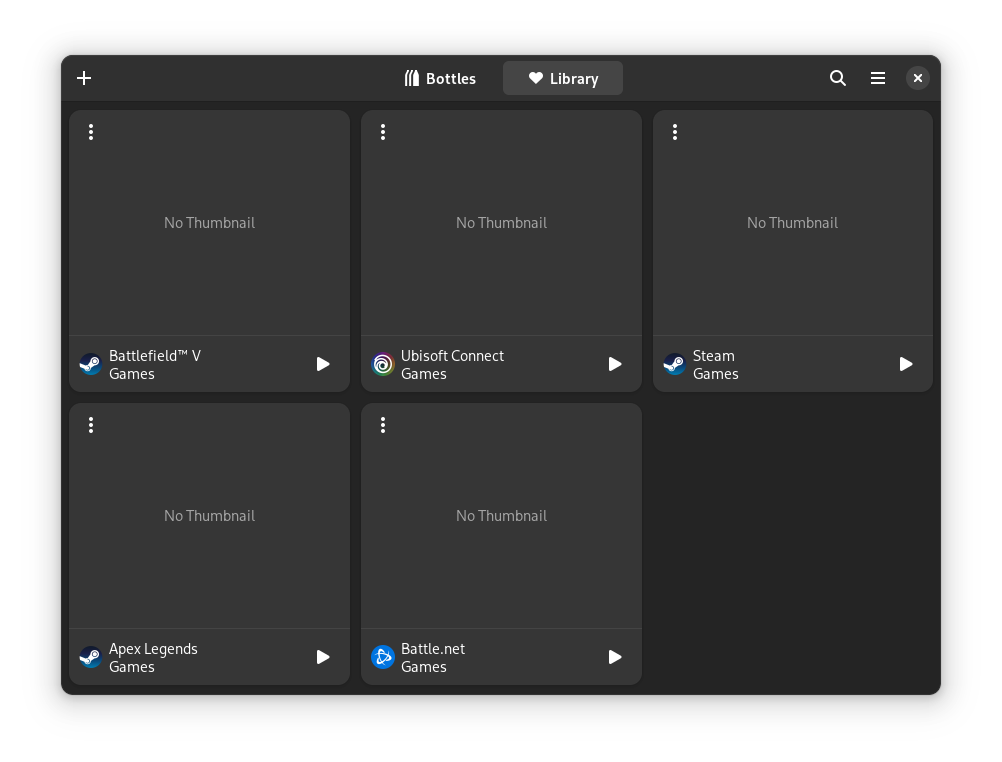 Bottles
Library
No Thumbnail
No Thumbnail
No Thumbnail
Battlefield™ V
Games
Ubisoft Connect
Games
Steam
Games
No Thumbnail
No Thumbnail
Apex Legends
Games
Battle.net
Games